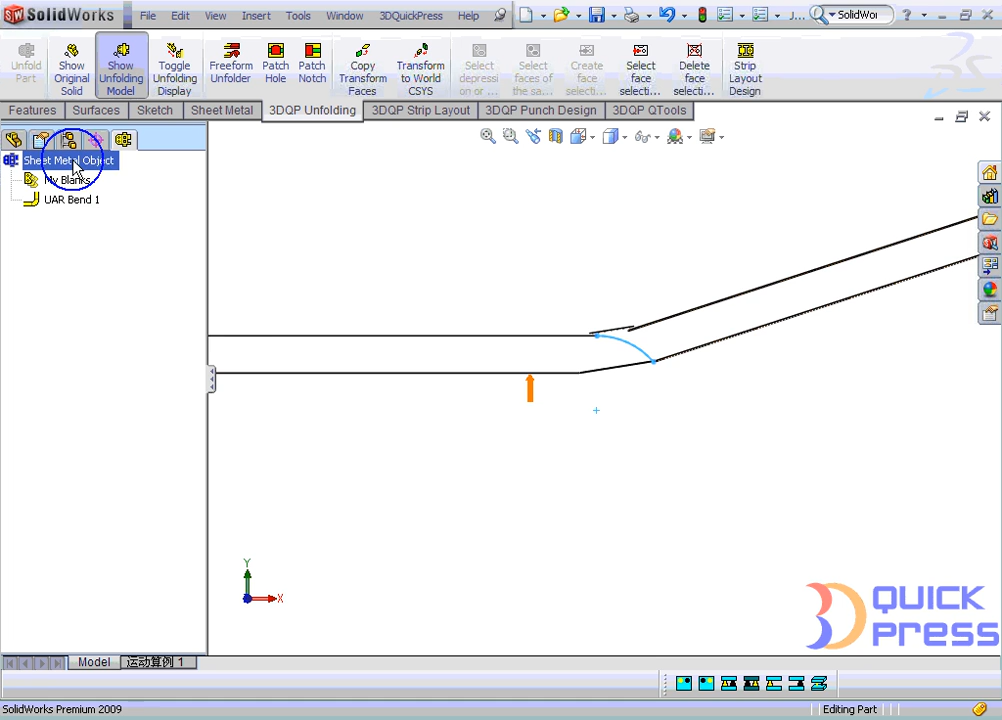 SolidWorks File Edit View Insert Tools Window 3DQuickPress Help J... SolidWor ?
Unfold Part
Show Original Solid
Show Unfolding Model
Toggle Unfolding Display
Freeform Unfolder
Patch Hole
Patch Notch
Copy Transform Faces
Transform to World CSYS
Select depressi on or ...
Select faces of the sa...
Create face selecti...
Select face selecti...
Delete face selecti...
Strip Layout Design
Features Surfaces Sketch Sheet Metal 3DQP Unfolding 3DQP Strip Layout 3DQP Punch Design 3DQP QTools
Sheet Metal Object
My Blanks
UAR Bend 1
Y
X
3D QUICK PRESS
Model 运动算例 1
SolidWorks Premium 2009 Editing Part